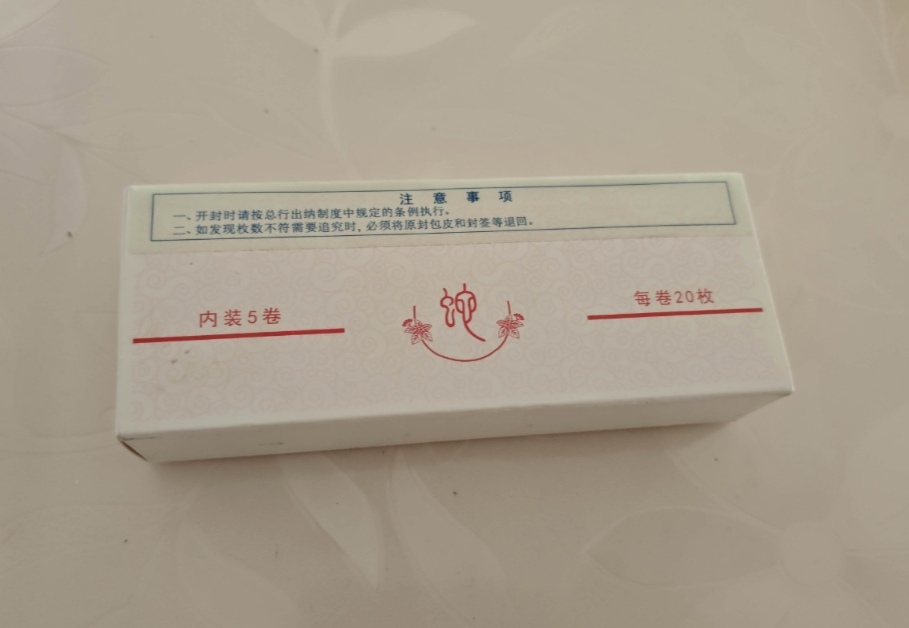 注意事项
一、开封时请按总行出纳制度中规定的条例执行。
二、如发现枚数不符需要追究时，必须将原封包皮和封签等退回。
内装5卷
蛇
每卷20枚